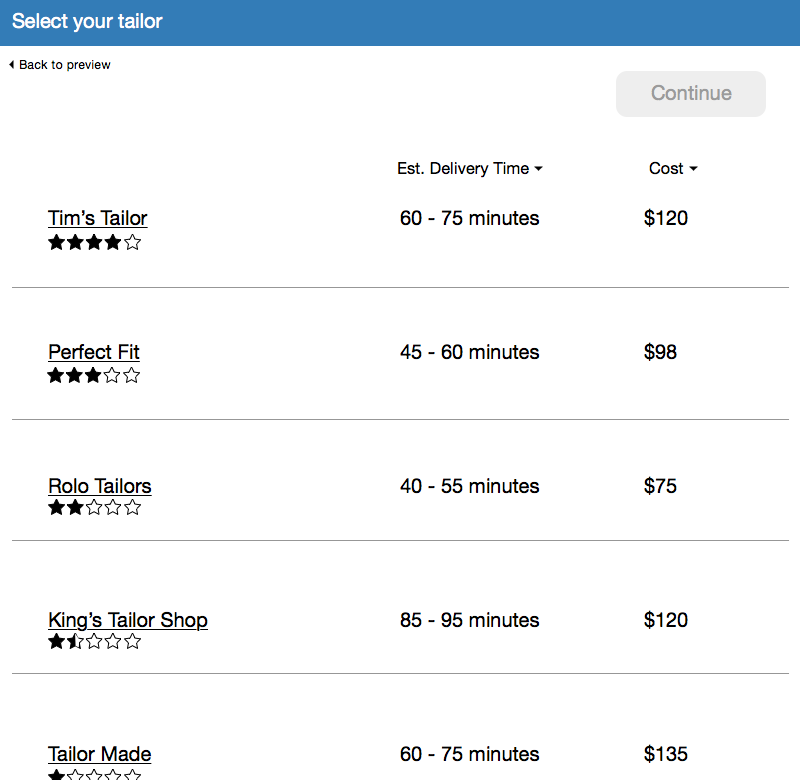 Select your tailor
Back to preview
Continue
Est. Delivery Time Cost
Tim’s Tailor 60 - 75 minutes $120
Perfect Fit 45 - 60 minutes $98
Rolo Tailors 40 - 55 minutes $75
King’s Tailor Shop 85 - 95 minutes $120
Tailor Made 60 - 75 minutes $135